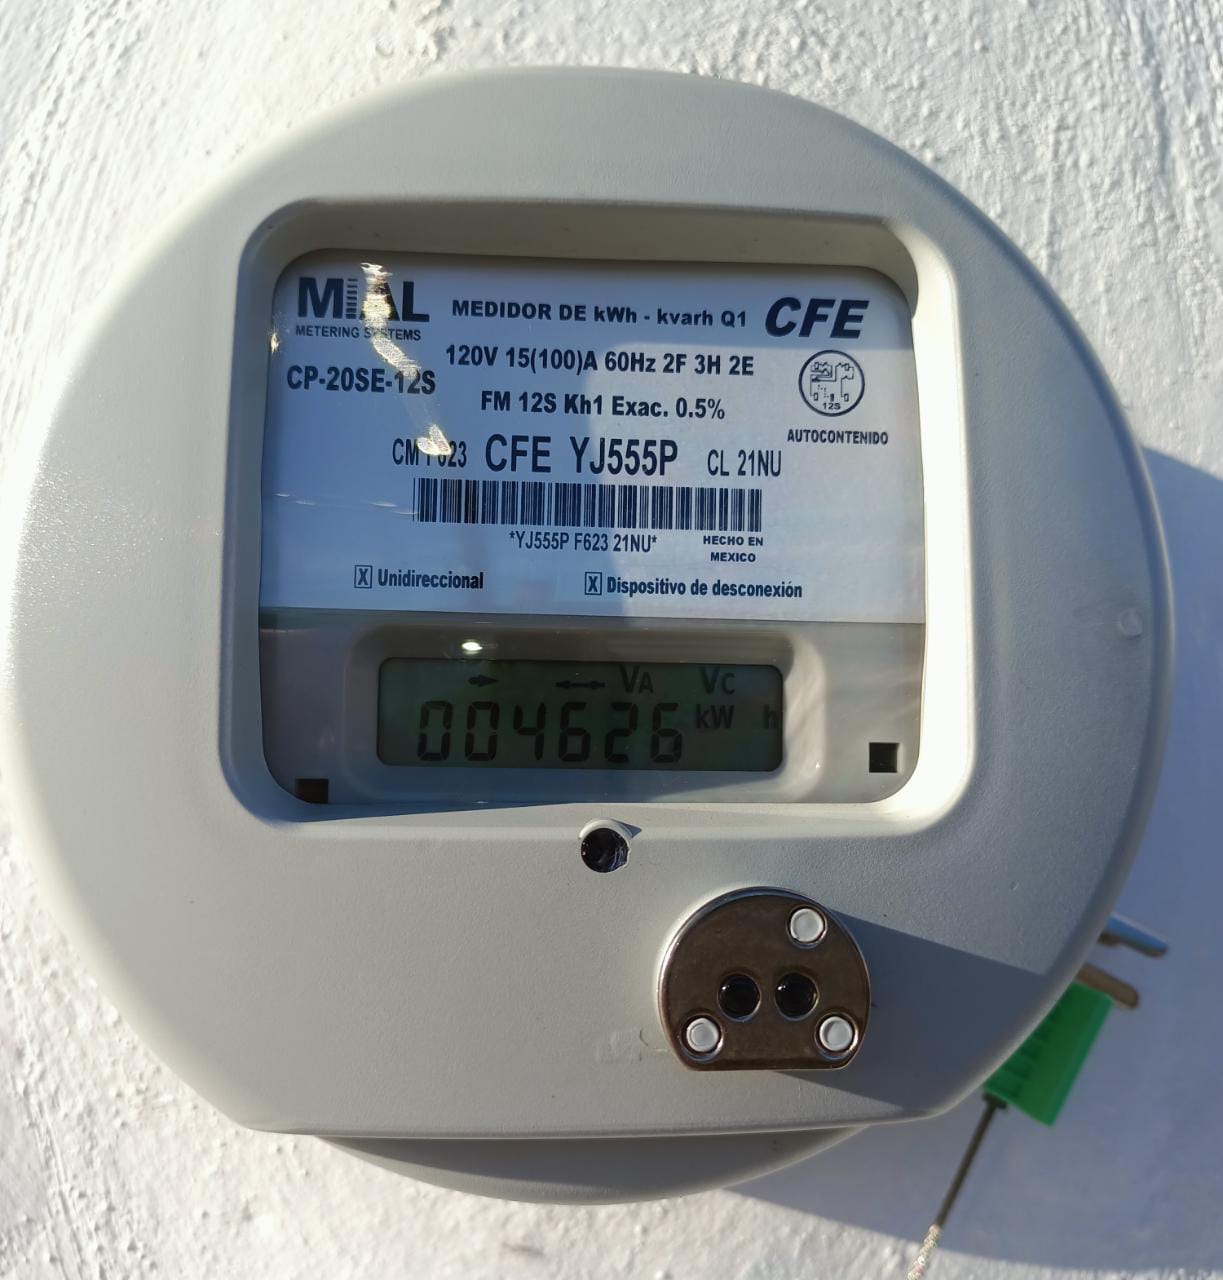 MIAL
METERING SYSTEMS
MEDIDOR DE kWh - kvarh Q1
CFE
120V 15(100)A 60Hz 2F 3H 2E
CP-20SE-12S
FM 12S Kh1 Exac. 0.5%
12S
AUTOCONTENIDO
CM F623 CFE YJ555P CL 21NU
*YJ555P F623 21NU*
HECHO EN
MEXICO
X Unidireccional
X Dispositivo de desconexión
VA VC
004626 kW h